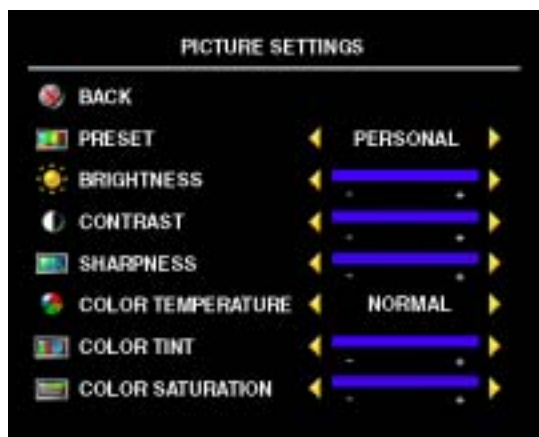 PICTURE SETTINGS
BACK
PRESET PERSONAL
BRIGHTNESS
- +
CONTRAST
- +
SHARPNESS
- +
COLOR TEMPERATURE NORMAL
COLOR TINT
- +
COLOR SATURATION
- +